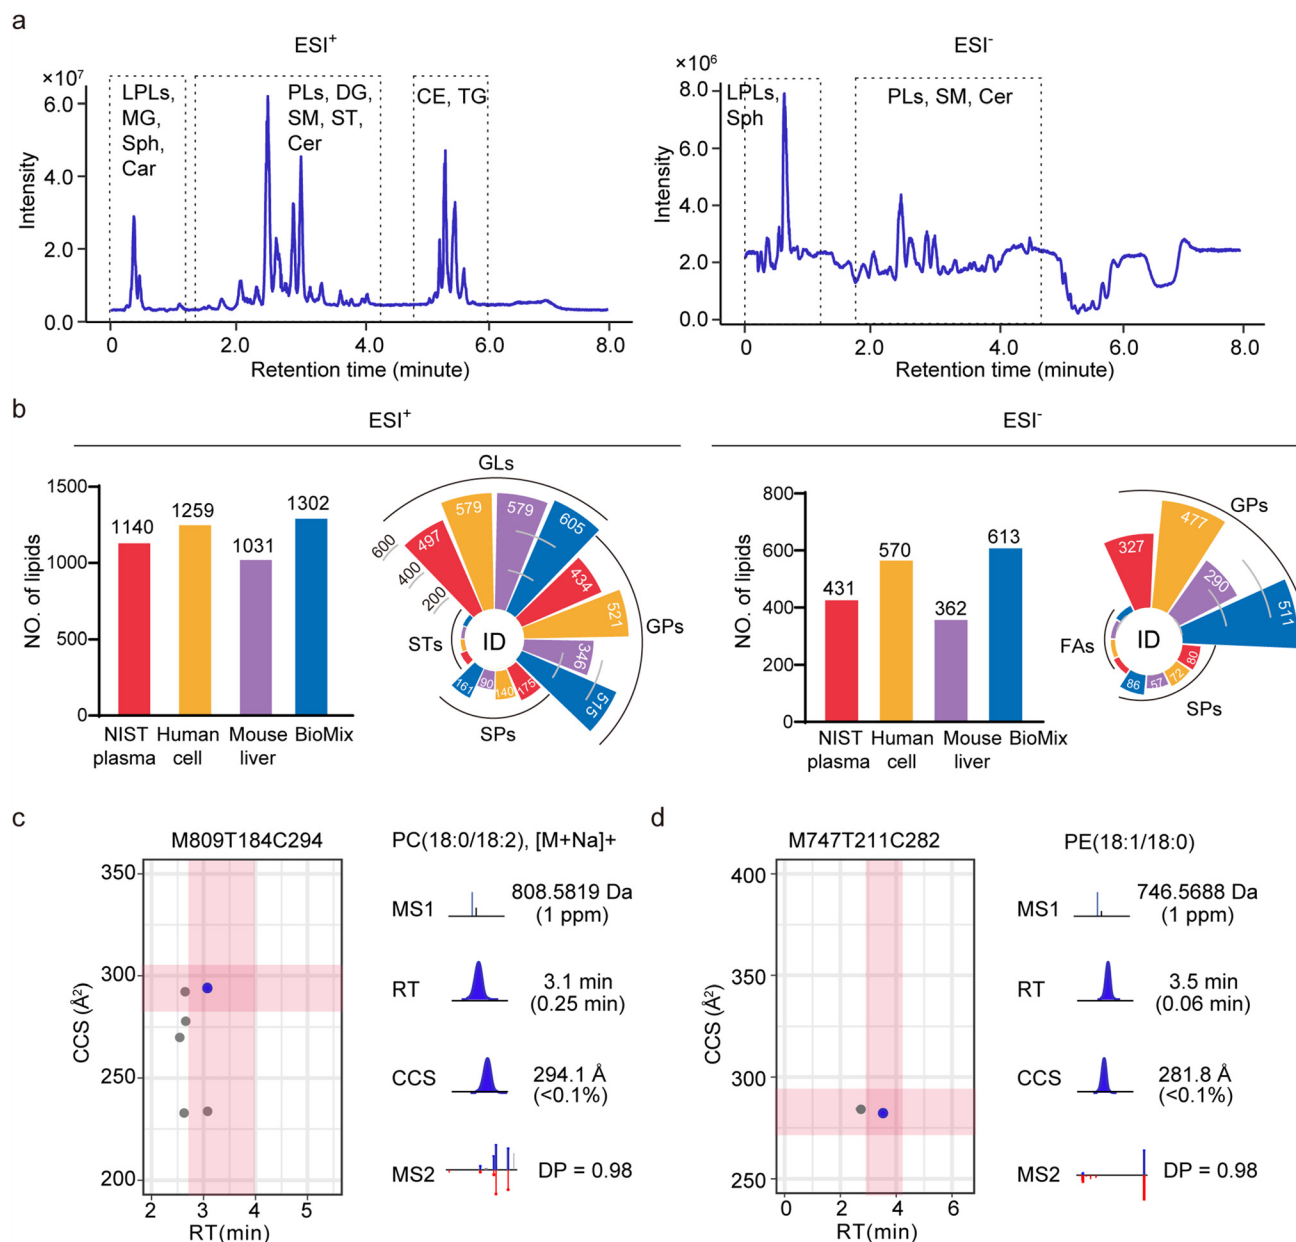 a
ESI+
×10⁷
6.0
4.0
2.0
0.0
Intensity
LPLs,
MG,
Sph,
Car
PLs, DG,
SM, ST,
Cer
CE, TG
0 2.0 4.0 6.0 8.0
Retention time (minute)
ESI-
×10⁶
8.0
6.0
4.0
2.0
0.0
Intensity
LPLs,
Sph
PLs, SM, Cer
0 2.0 4.0 6.0 8.0
Retention time (minute)
b
ESI+
NO. of lipids
1500
1000
500
0
1140
1259
1031
1302
NIST
plasma
Human
cell
Mouse
liver
BioMix
GLs
600
400
200
497
579
579
605
434
521
GPs
346
515
STs
ID
161
90
140
175
SPs
ESI-
NO. of lipids
800
600
400
200
0
431
570
362
613
NIST
plasma
Human
cell
Mouse
liver
BioMix
GPs
327
477
290
511
FAs
ID
86
57
72
80
SPs
c
M809T184C294
CCS (Å²)
350
300
250
200
2 3 4 5
RT(min)
PC(18:0/18:2), [M+Na]+
MS1
808.5819 Da
(1 ppm)
RT
3.1 min
(0.25 min)
CCS
294.1 Å
(<0.1%)
MS2
DP = 0.98
d
M747T211C282
CCS (Å²)
400
350
300
250
0 2 4 6
RT(min)
PE(18:1/18:0)
MS1
746.5688 Da
(1 ppm)
RT
3.5 min
(0.06 min)
CCS
281.8 Å
(<0.1%)
MS2
DP = 0.98